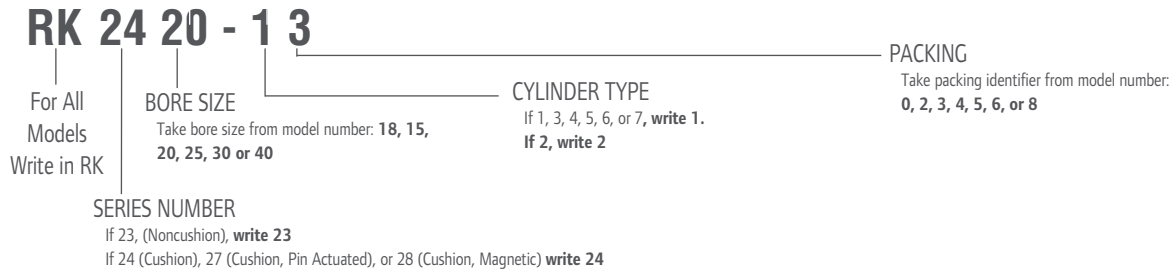 RK 24 20 - 1 3
For All
Models
Write in RK
SERIES NUMBER
If 23, (Noncushion), write 23
If 24 (Cushion), 27 (Cushion, Pin Actuated), or 28 (Cushion, Magnetic) write 24
BORE SIZE
Take bore size from model number: 18, 15,
20, 25, 30 or 40
CYLINDER TYPE
If 1, 3, 4, 5, 6, or 7, write 1.
If 2, write 2
PACKING
Take packing identifier from model number:
0, 2, 3, 4, 5, 6, or 8